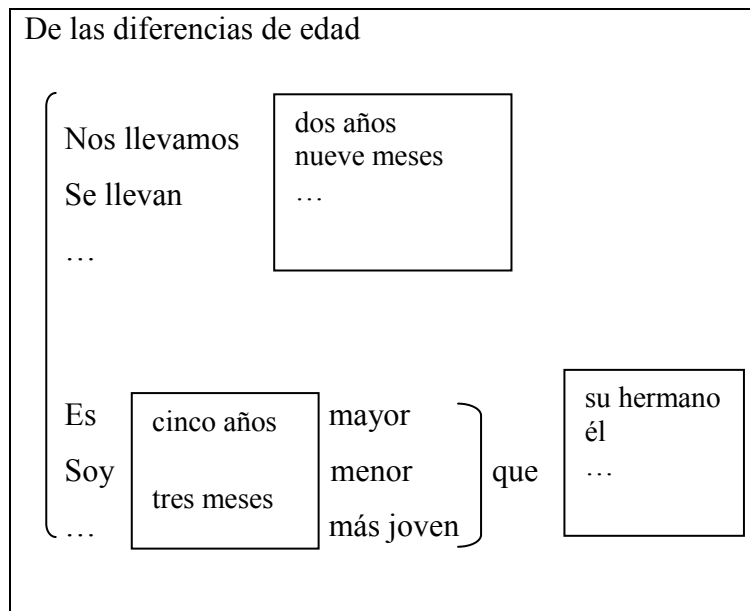 De las diferencias de edad
Nos llevamos
Se llevan
…
dos años
nueve meses
…
Es
Soy
…
cinco años
tres meses
mayor
menor
más joven
que
su hermano
él
…